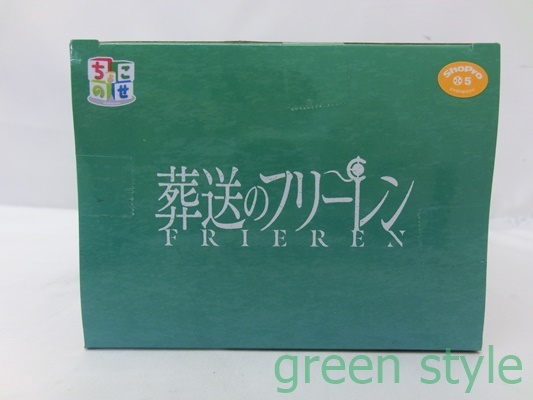 ちょこ
のせ
ShoPro
5
葬送のフリーレン
FRIEREN
green style